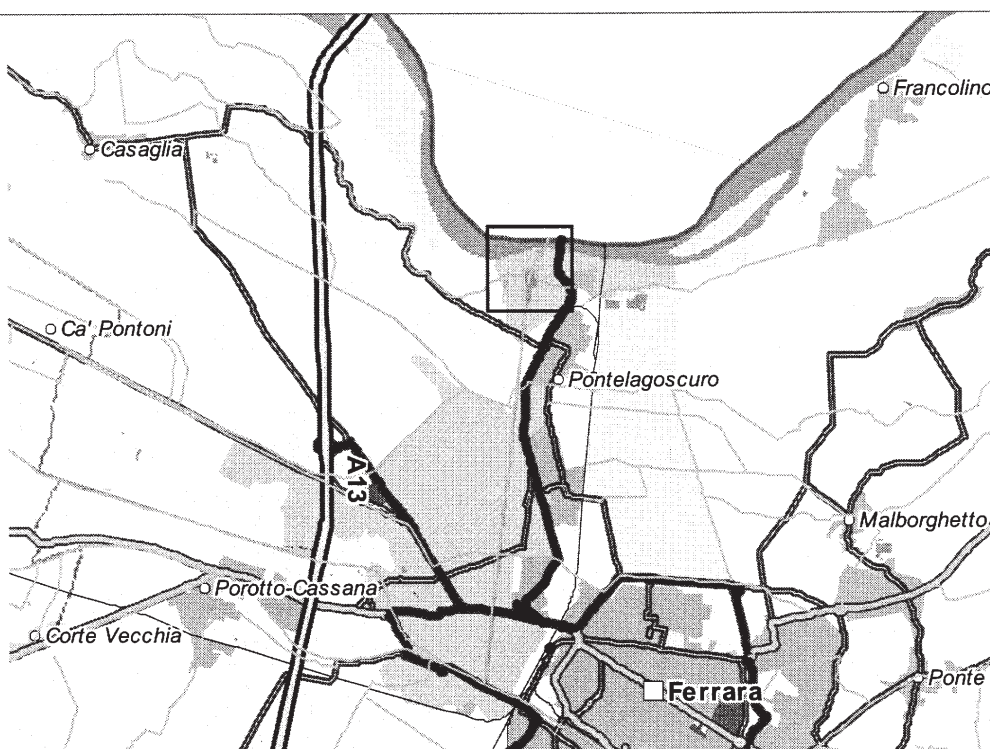 Francolino
Casaglia
Ca' Pontoni
Pontelagoscuro
A13
Malborghetto
Porotto-Cassana
Corte Vecchia
Ponte
Ferrara